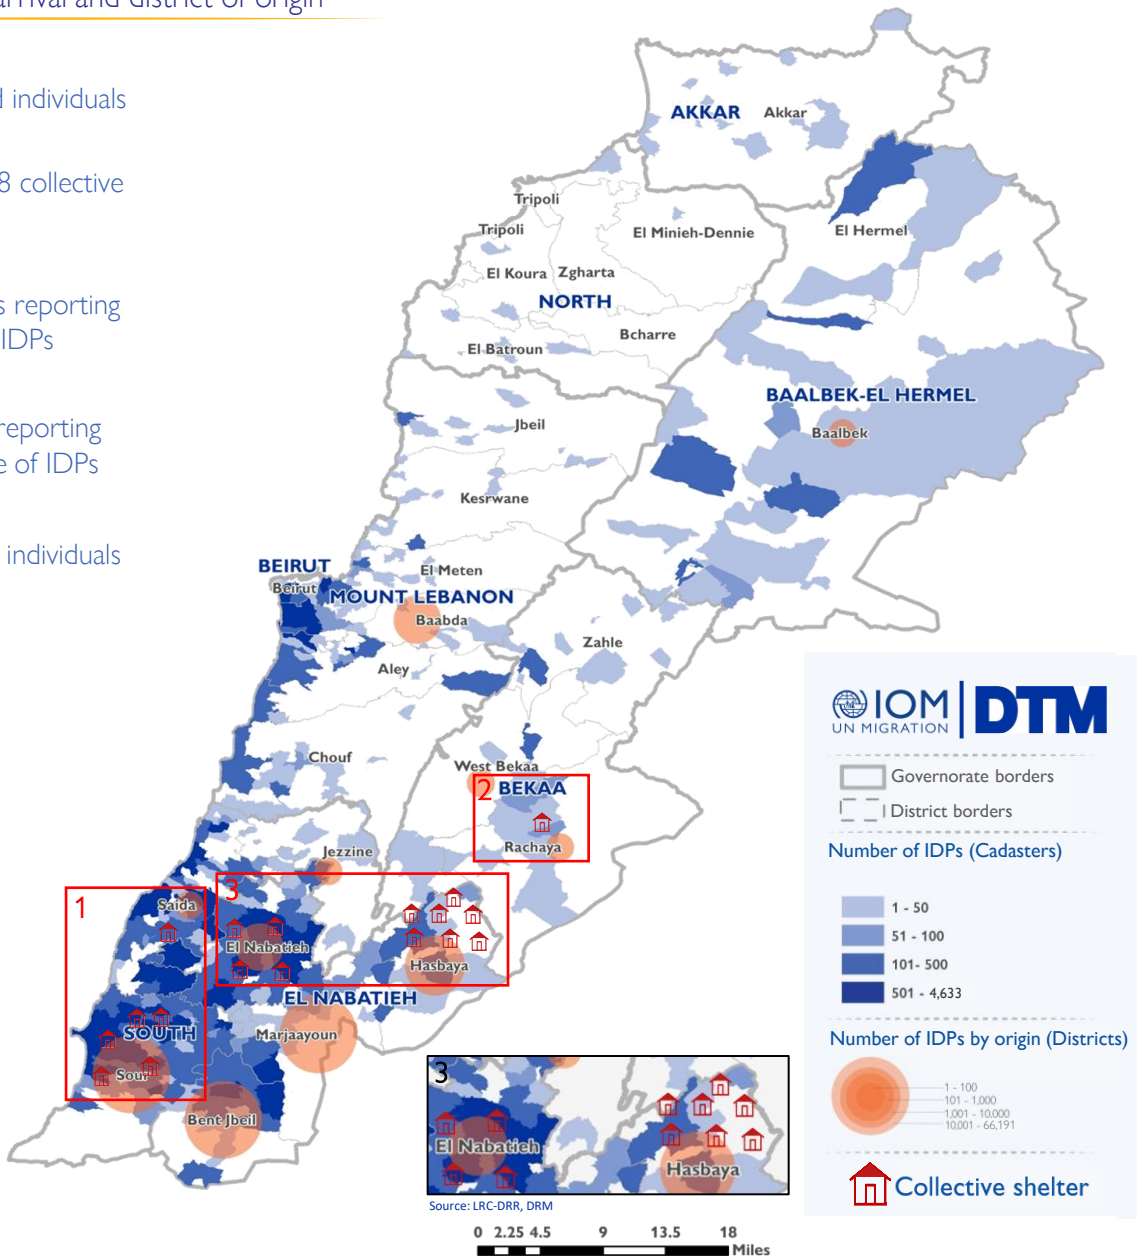 arrival and district of origin
individuals
8 collective
s reporting
IDPs
reporting
e of IDPs
individuals
AKKAR
Akkar
Tripoli
Tripoli
El Minieh-Dennie
El Hermel
El Koura
Zgharta
NORTH
Bcharre
El Batroun
BAALBEK-EL HERMEL
Baalbek
Jbeil
Kesrwane
BEIRUT
Beirut
El Meten
MOUNT LEBANON
Baabda
Zahle
Aley
Chouf
West Bekaa
2
BEKAA
Rachaya
Jezzine
1
3
Saida
El Nabatieh
Hasbaya
EL NABATIEH
SOUTH
Marjaayoun
Sour
Bent Jbeil
3
El Nabatieh
Hasbaya
Source: LRC-DRR, DRM
0 2.25 4.5 9 13.5 18
Miles
IOM
UN MIGRATION
DTM
Governorate borders
District borders
Number of IDPs (Cadasters)
1 - 50
51 - 100
101- 500
501 - 4,633
Number of IDPs by origin (Districts)
1 - 100
101 - 1,000
1,001 - 10.000
10,001 - 66,191
Collective shelter